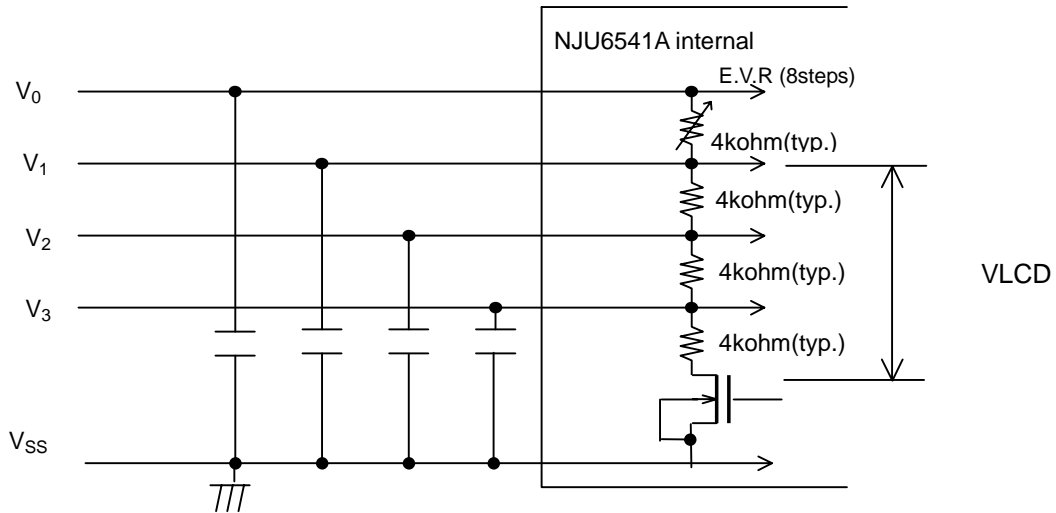 NJU6541A internal
E.V.R (8steps)
V0
4kohm(typ.)
V1
4kohm(typ.)
V2
4kohm(typ.)
VLCD
V3
4kohm(typ.)
VSS